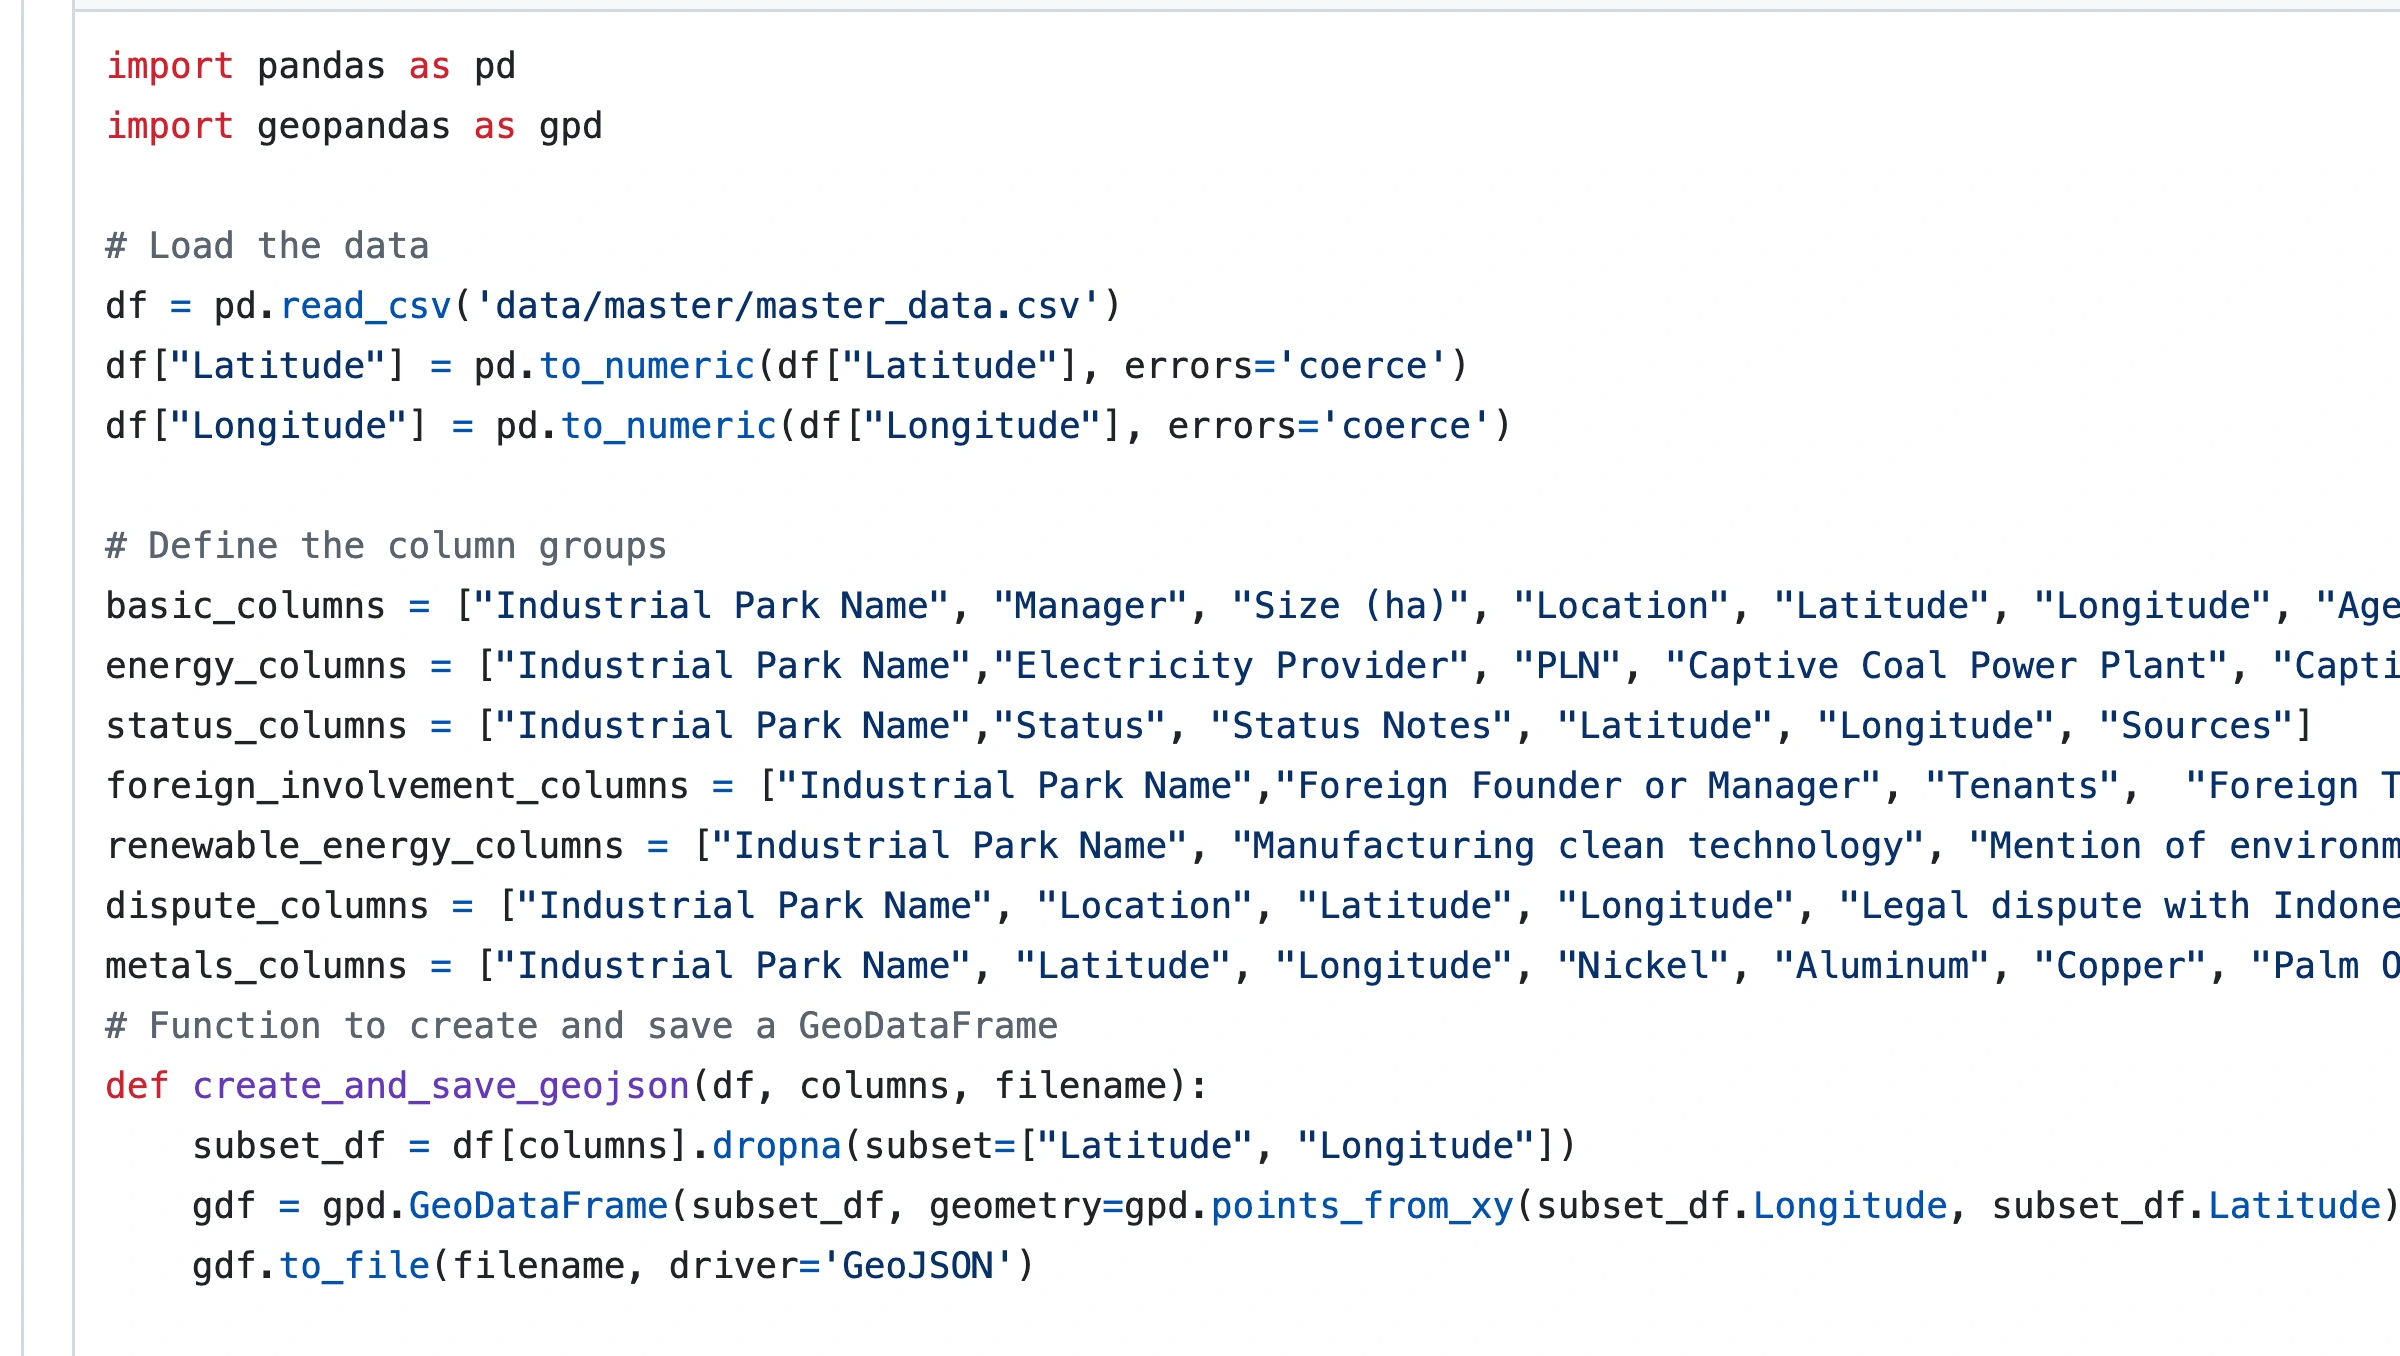 import pandas as pd
import geopandas as gpd
# Load the data
df = pd.read_csv('data/master/master_data.csv')
df["Latitude"] = pd.to_numeric(df["Latitude"], errors='coerce')
df["Longitude"] = pd.to_numeric(df["Longitude"], errors='coerce')
# Define the column groups
basic_columns = ["Industrial Park Name", "Manager", "Size (ha)", "Location", "Latitude", "Longitude", "Age
energy_columns = ["Industrial Park Name","Electricity Provider", "PLN", "Captive Coal Power Plant", "Capti
status_columns = ["Industrial Park Name","Status", "Status Notes", "Latitude", "Longitude", "Sources"]
foreign_involvement_columns = ["Industrial Park Name","Foreign Founder or Manager", "Tenants",  "Foreign T
renewable_energy_columns = ["Industrial Park Name", "Manufacturing clean technology", "Mention of environm
dispute_columns = ["Industrial Park Name", "Location", "Latitude", "Longitude", "Legal dispute with Indone
metals_columns = ["Industrial Park Name", "Latitude", "Longitude", "Nickel", "Aluminum", "Copper", "Palm O
# Function to create and save a GeoDataFrame
def create_and_save_geojson(df, columns, filename):
    subset_df = df[columns].dropna(subset=["Latitude", "Longitude"])
    gdf = gpd.GeoDataFrame(subset_df, geometry=gpd.points_from_xy(subset_df.Longitude, subset_df.Latitude)
    gdf.to_file(filename, driver='GeoJSON')